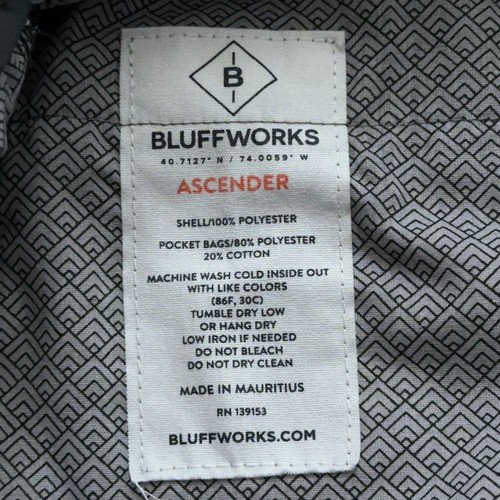 B
BLUFFWORKS
40.7127° N / 74.0059° W
ASCENDER
SHELL/100% POLYESTER
POCKET BAGS/80% POLYESTER
20% COTTON
MACHINE WASH COLD INSIDE OUT
WITH LIKE COLORS
(86F, 30C)
TUMBLE DRY LOW
OR HANG DRY
LOW IRON IF NEEDED
DO NOT BLEACH
DO NOT DRY CLEAN
MADE IN MAURITIUS
RN 139153
BLUFFWORKS.COM